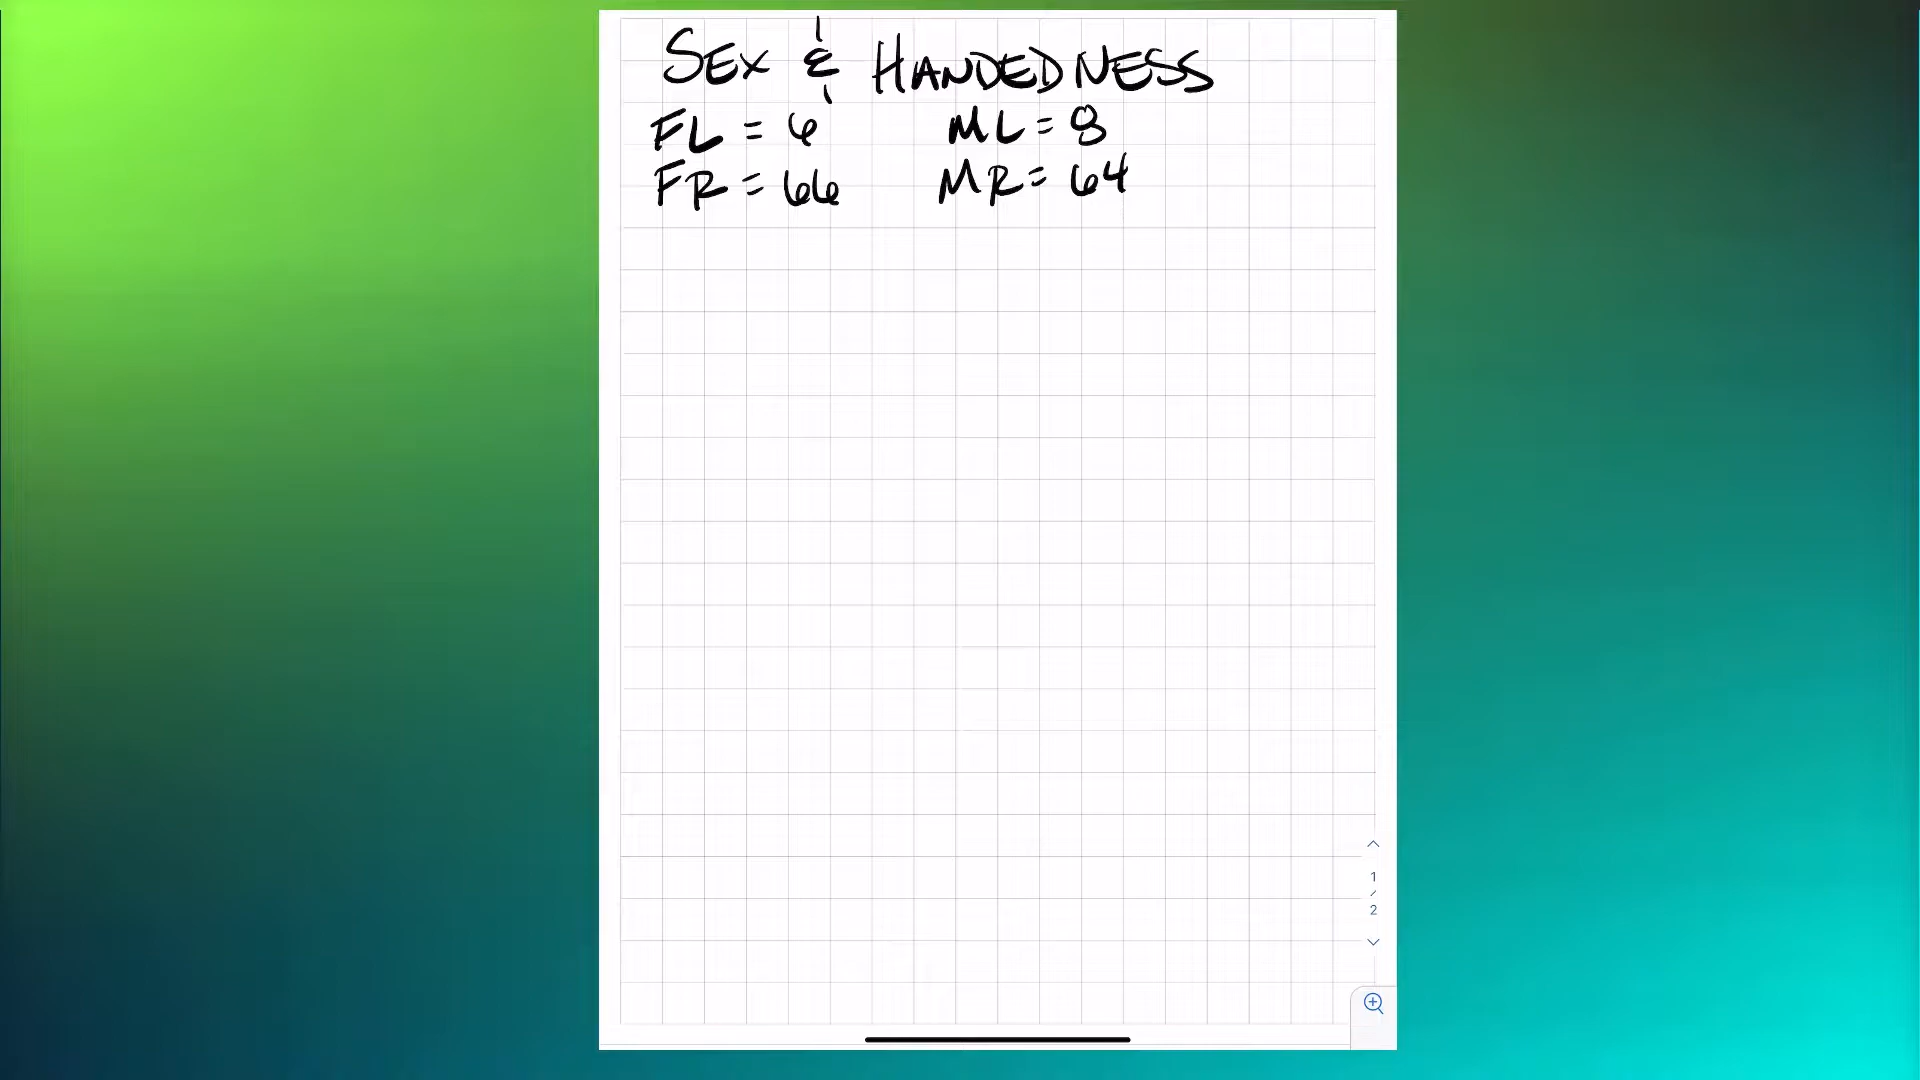 SEX & HANDEDNESS
FL = 6 ML = 8
FR = 66 MR = 64
1
/
2